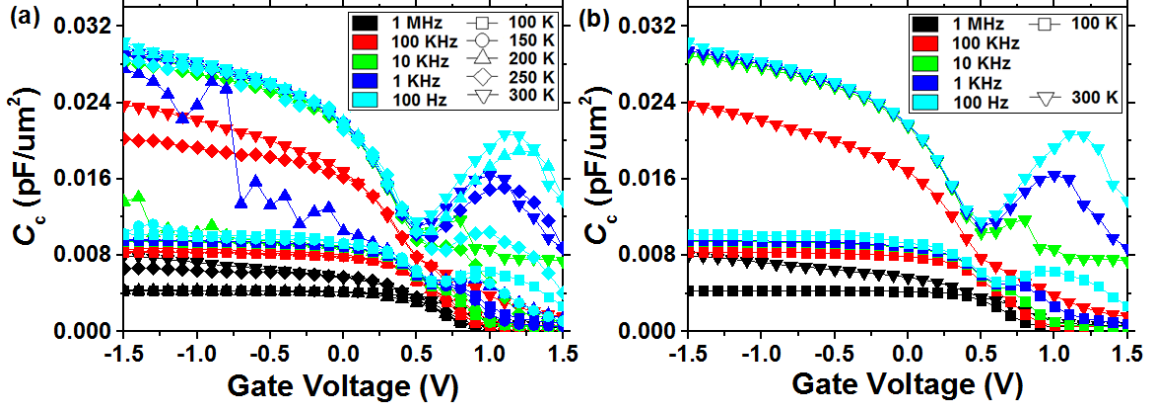 (a)
C_c (pF/um²)
0.032
0.024
0.016
0.008
0.000
1 MHz
100 KHz
10 KHz
1 KHz
100 Hz
100 K
150 K
200 K
250 K
300 K
-1.5 -1.0 -0.5 0.0 0.5 1.0 1.5
Gate Voltage (V)
(b)
C_c (pF/um²)
0.032
0.024
0.016
0.008
0.000
1 MHz
100 KHz
10 KHz
1 KHz
100 Hz
100 K
300 K
-1.5 -1.0 -0.5 0.0 0.5 1.0 1.5
Gate Voltage (V)